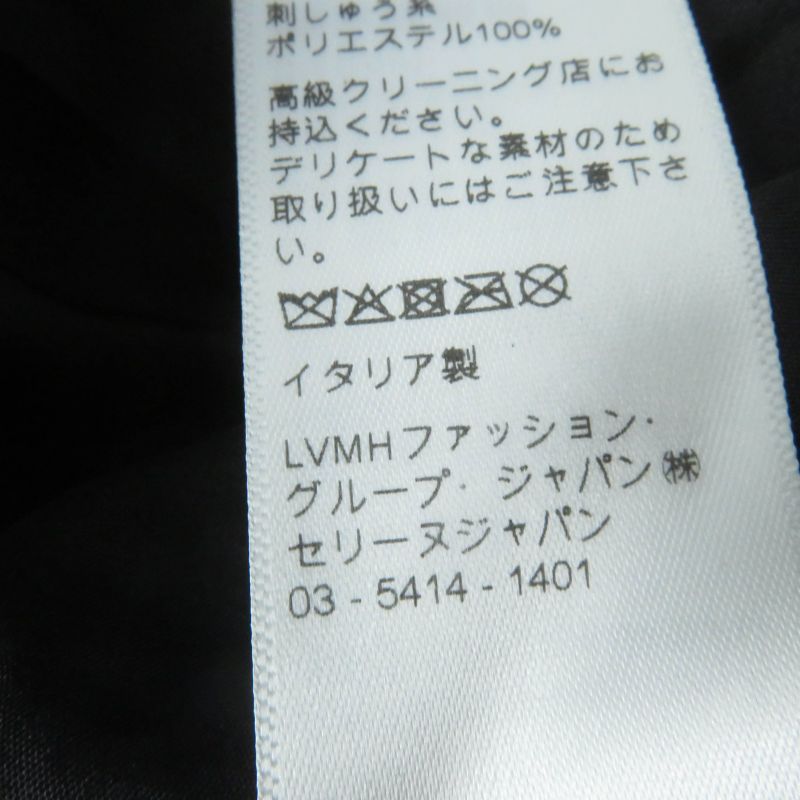 刺しゅう糸
ポリエステル100%
高級クリーニング店にお
持込ください。
デリケートな素材のため
取り扱いにはご注意下さ
い。
イタリア製
LVMHファッション・
グループ・ジャパン㈱
セリーヌジャパン
03 - 5414 - 1401